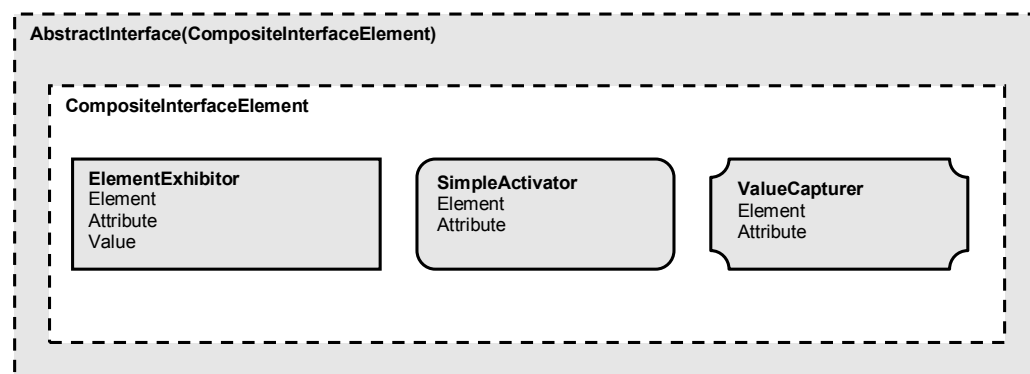 AbstractInterface(CompositeInterfaceElement)
CompositeInterfaceElement
ElementExhibitor
Element
Attribute
Value
SimpleActivator
Element
Attribute
ValueCapturer
Element
Attribute